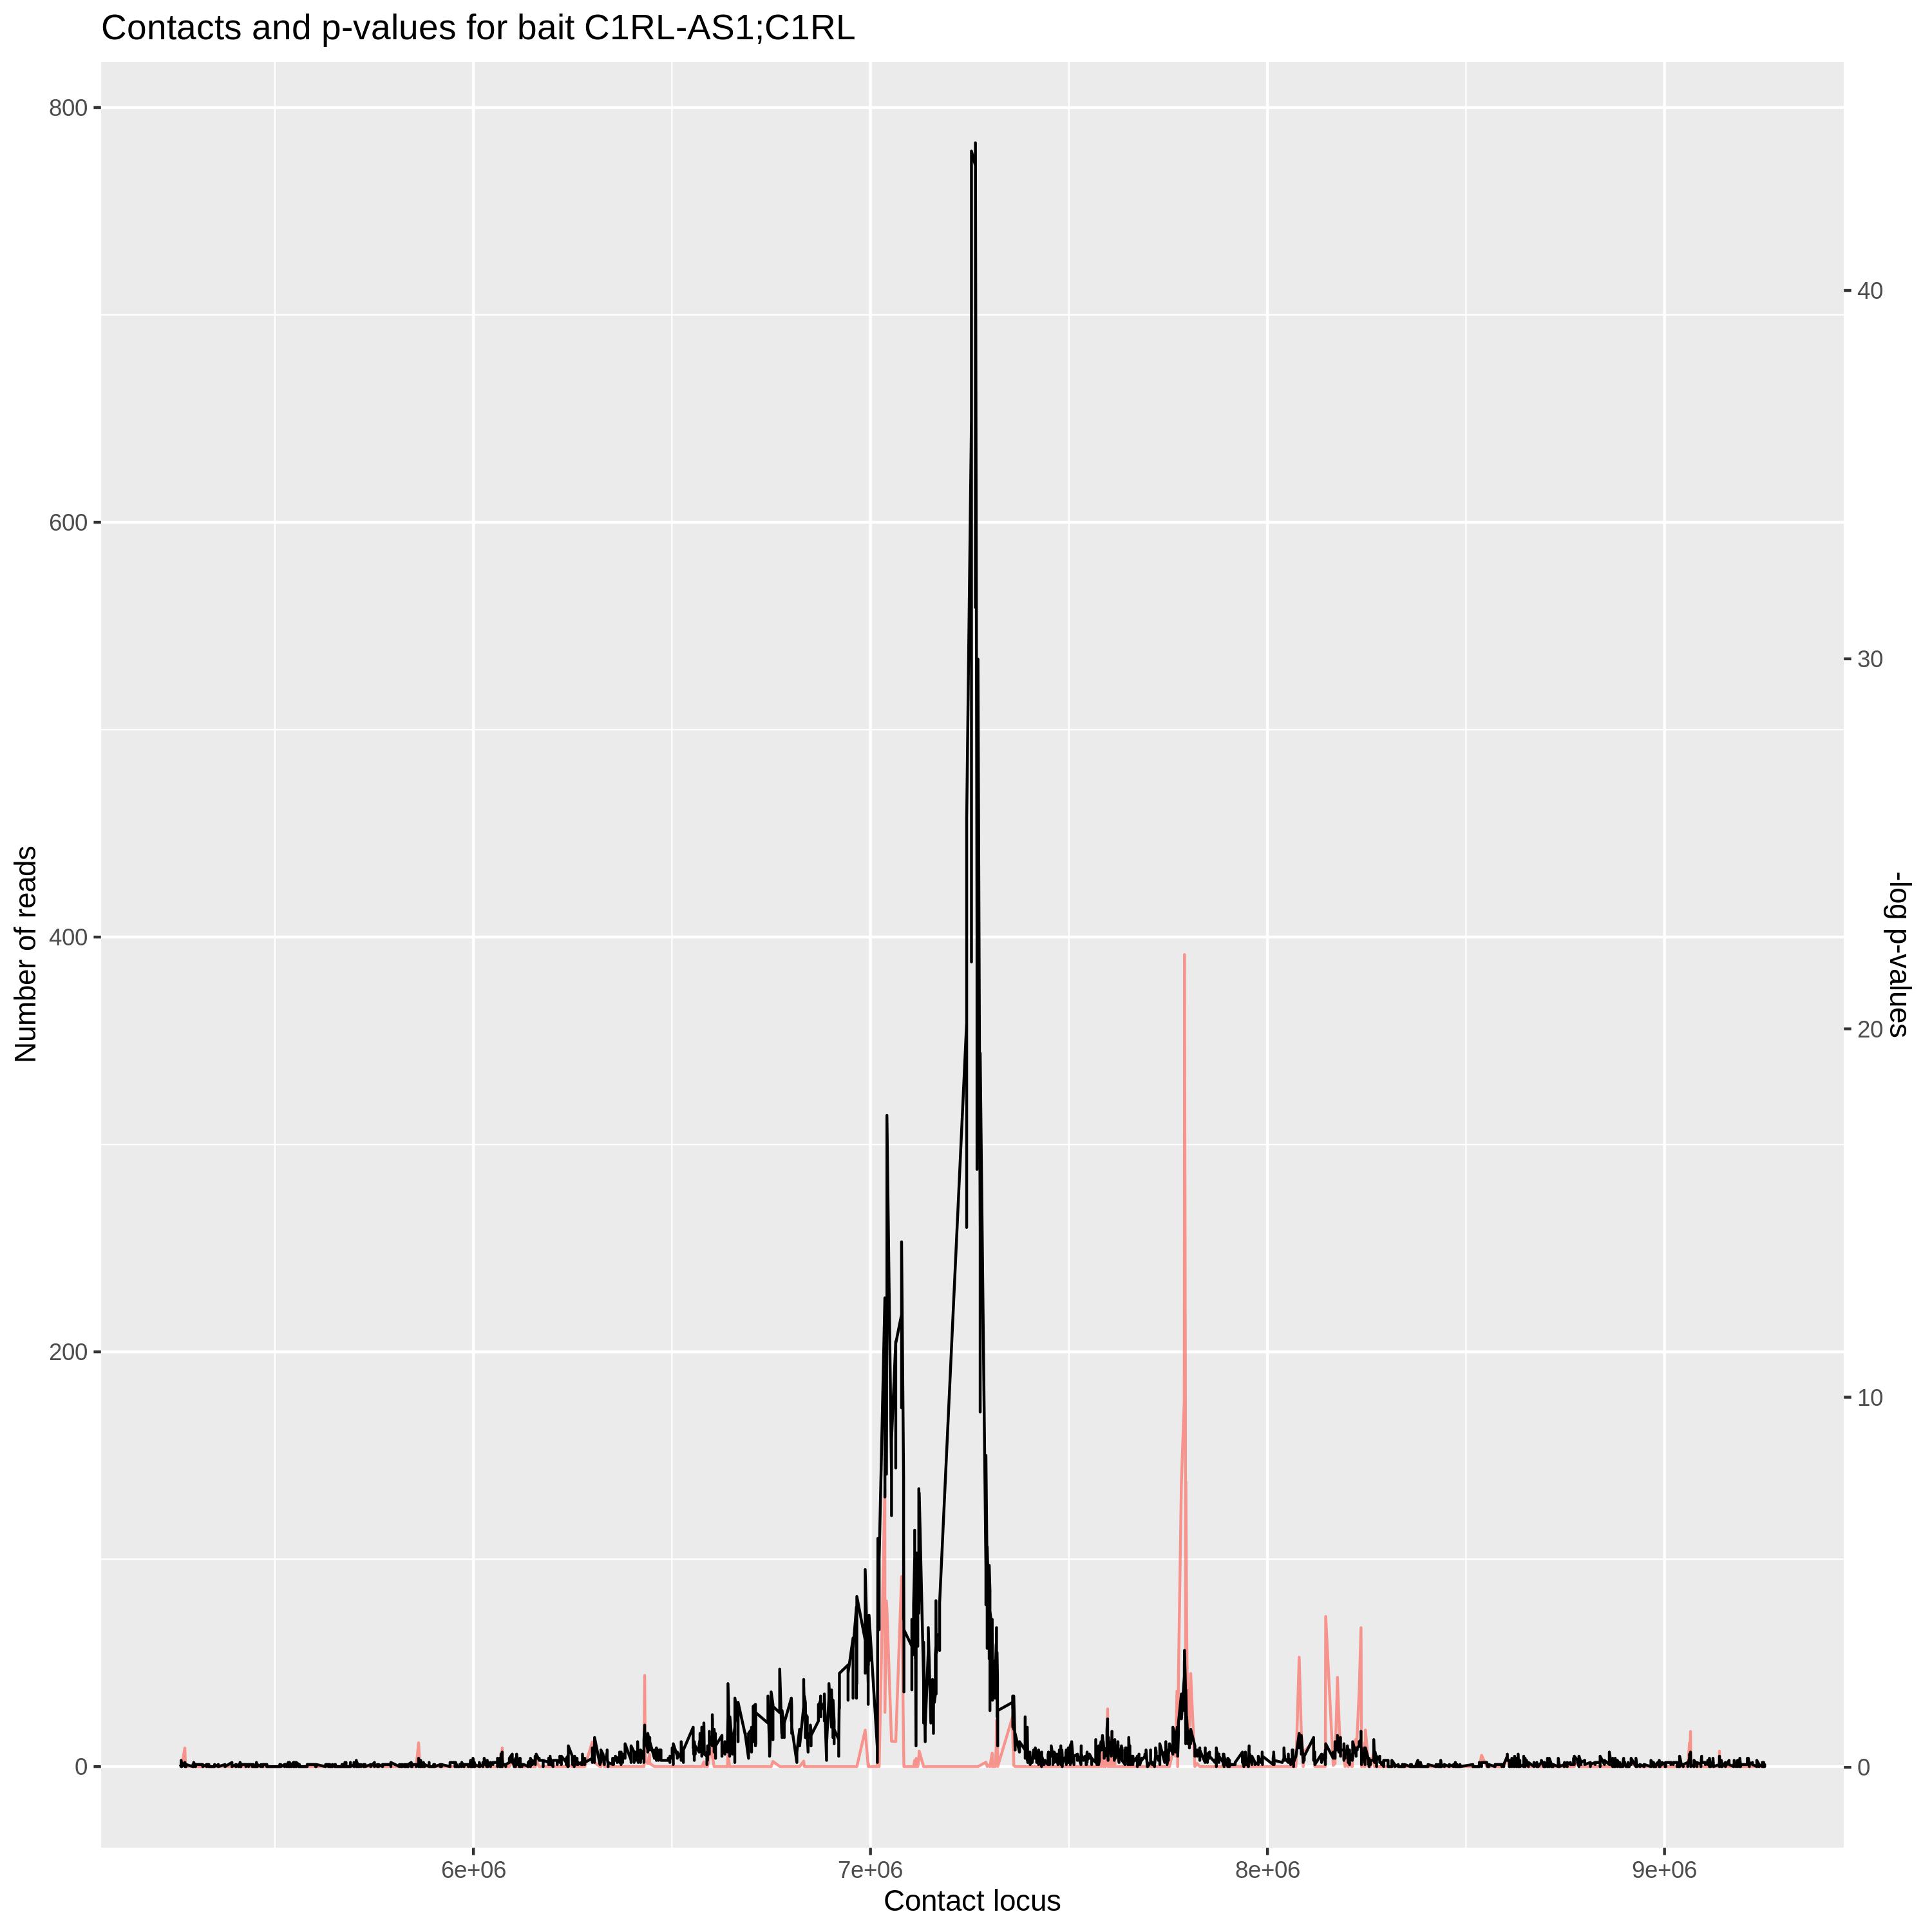 Contacts and p-values for bait C1RL-AS1;C1RL
800
600
400
200
0
Number of reads
40
30
20
10
0
-log p-values
6e+06
7e+06
8e+06
9e+06
Contact locus